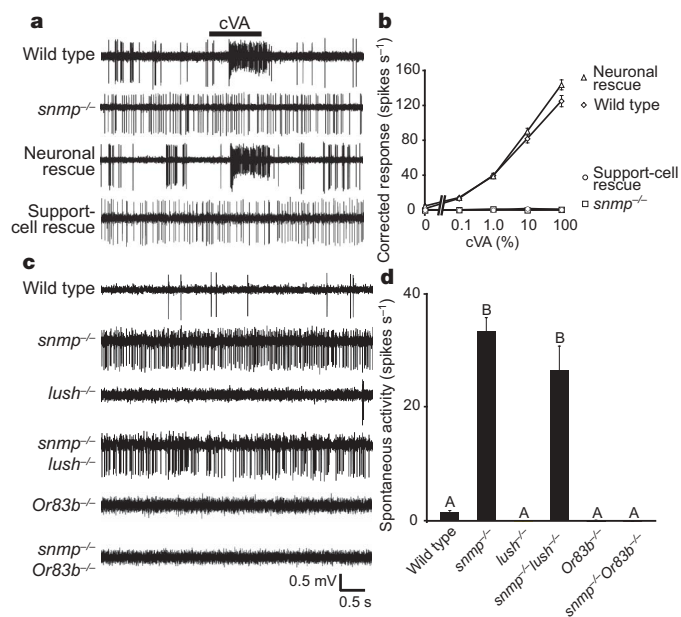 a
cVA
Wild type
snmp–/–
Neuronal
rescue
Support-
cell rescue
b
Corrected response (spikes s–1)
160
120
80
40
0
0
0.1
1.0
10
100
cVA (%)
Neuronal
rescue
Wild type
Support-cell
rescue
snmp–/–
c
Wild type
snmp–/–
lush–/–
snmp–/–
lush–/–
Or83b–/–
snmp–/–
Or83b–/–
0.5 mV
0.5 s
d
Spontaneous activity (spikes s–1)
40
20
0
A
B
A
B
A
A
Wild type
snmp–/–
lush–/–
snmp–/–lush–/–
Or83b–/–
snmp–/–Or83b–/–